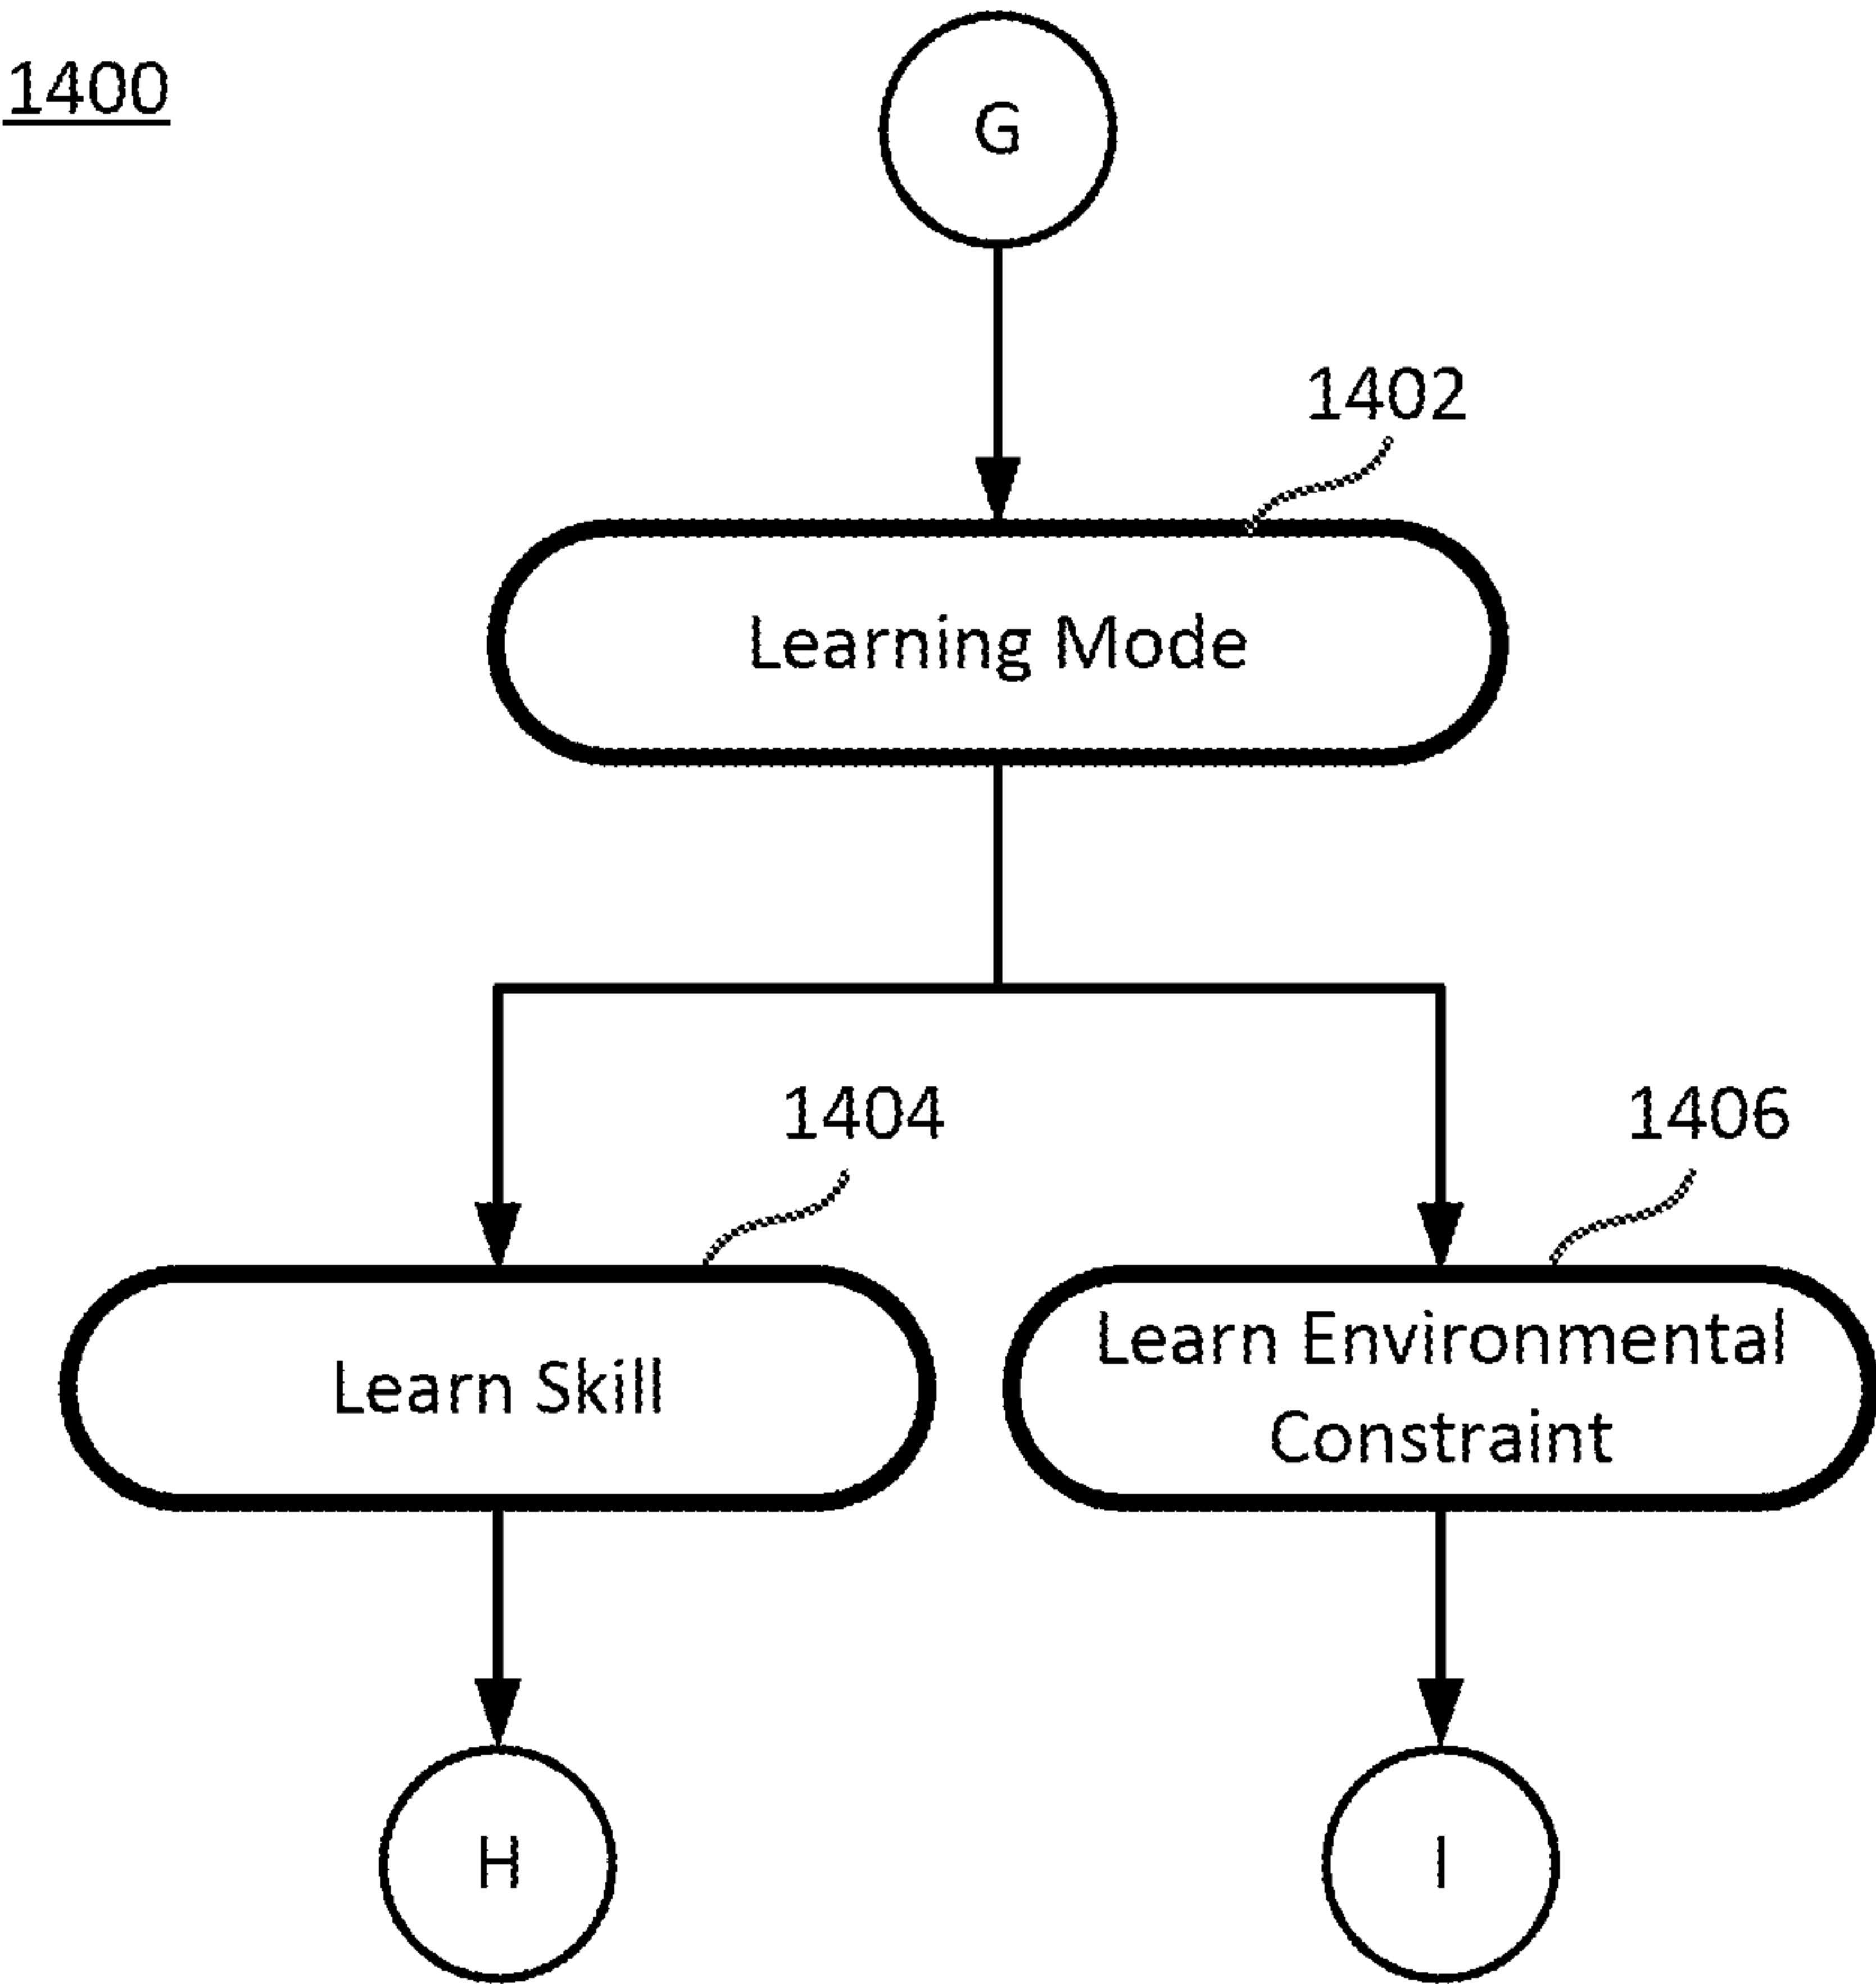 1400
G
1402
Learning Mode
1404
1406
Learn Skill
Learn Environmental
Constraint
H
I